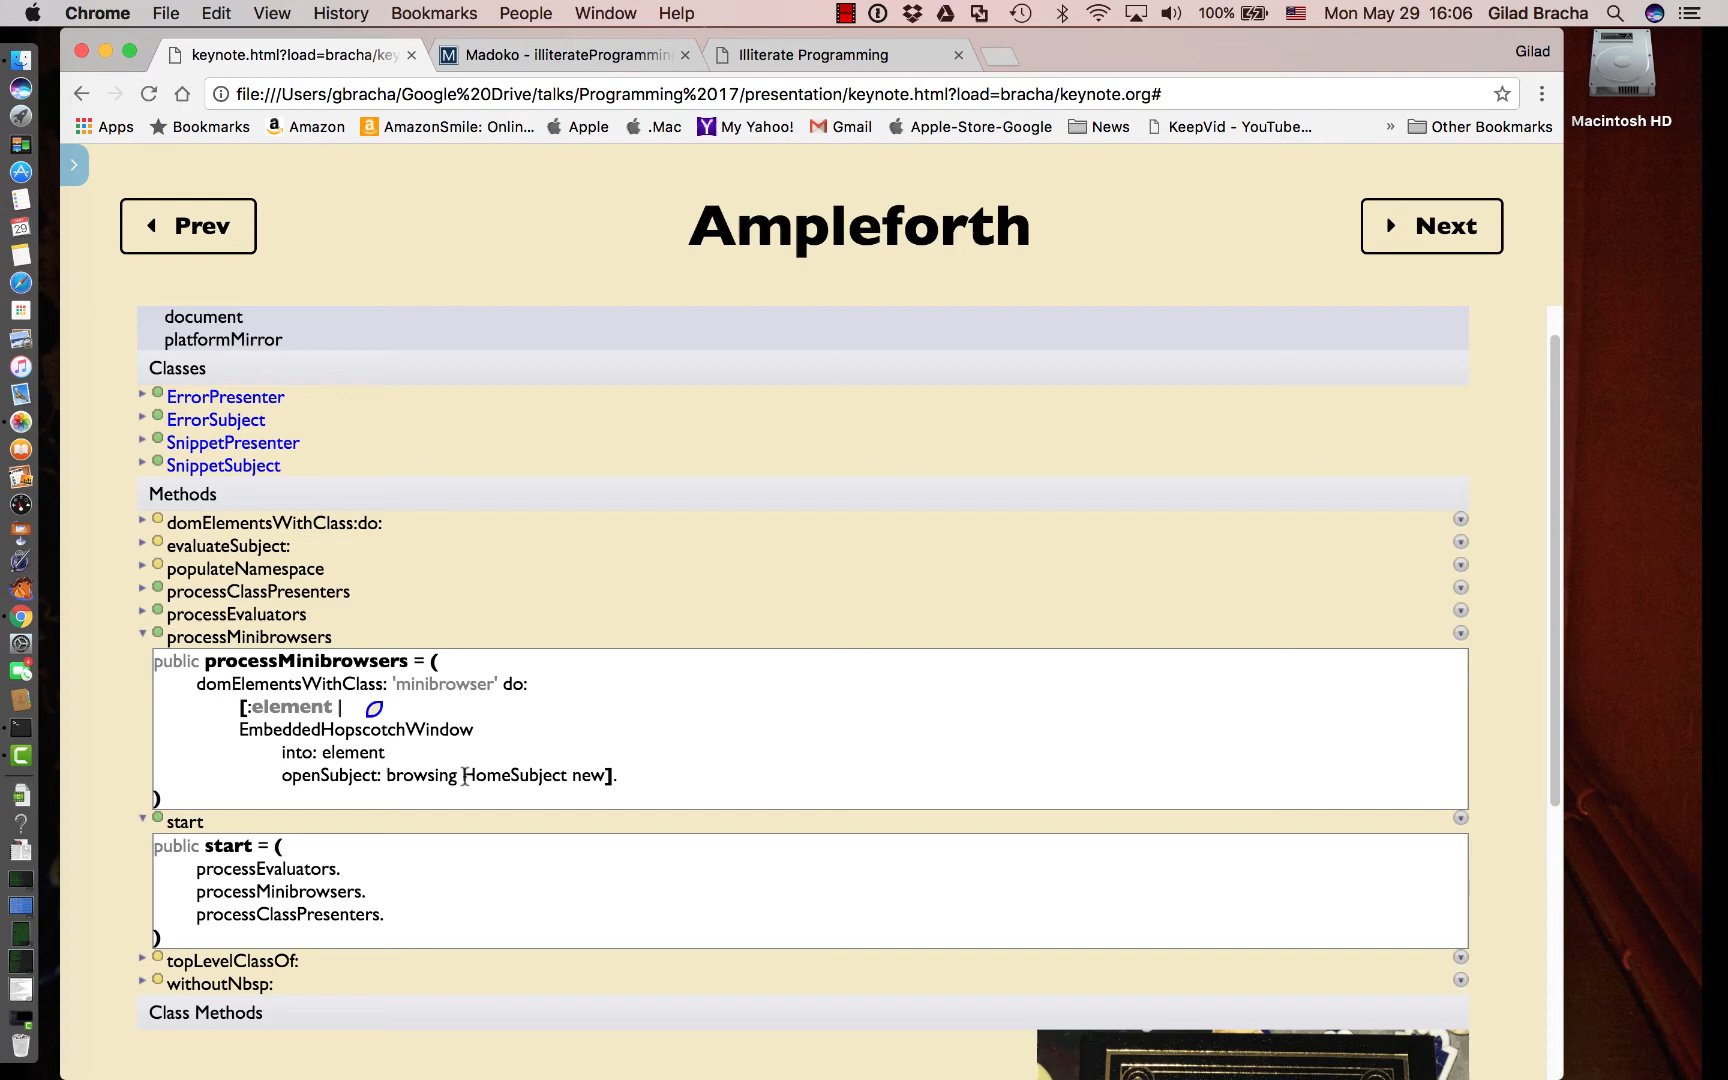 Chrome File Edit View History Bookmarks People Window Help 100% Mon May 29 16:06 Gilad Bracha
keynote.html?load=bracha/key Madoko - illiterateProgrammin Illiterate Programming Gilad
file:///Users/gbracha/Google%20Drive/talks/Programming%2017/presentation/keynote.html?load=bracha/keynote.org#
Apps Bookmarks Amazon AmazonSmile: Onlin... Apple .Mac My Yahoo! Gmail Apple-Store-Google News KeepVid - YouTube... » Other Bookmarks
Macintosh HD
Prev Ampleforth Next
document
platformMirror
Classes
ErrorPresenter
ErrorSubject
SnippetPresenter
SnippetSubject
Methods
domElementsWithClass:do:
evaluateSubject:
populateNamespace
processClassPresenters
processEvaluators
processMinibrowsers
public processMinibrowsers = (
domElementsWithClass: 'minibrowser' do:
[:element |
EmbeddedHopscotchWindow
into: element
openSubject: browsing HomeSubject new].
)
start
public start = (
processEvaluators.
processMinibrowsers.
processClassPresenters.
)
topLevelClassOf:
withoutNbsp:
Class Methods